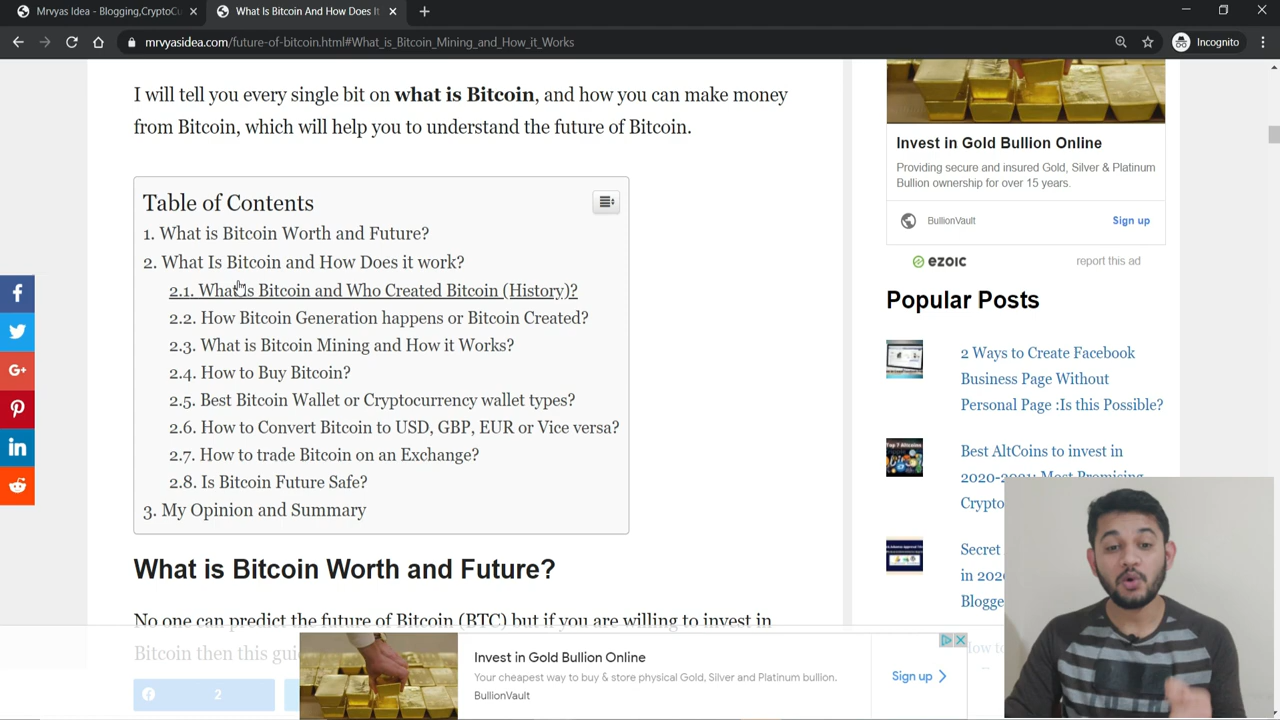 Mrvyas Idea - Blogging,CryptoCu
What Is Bitcoin and How Does It
mrvyasidea.com/future-of-bitcoin.html#What_is_Bitcoin_Mining_and_How_it_Works
Incognito
I will tell you every single bit on what is Bitcoin, and how you can make money
from Bitcoin, which will help you to understand the future of Bitcoin.
Table of Contents
1. What is Bitcoin Worth and Future?
2. What Is Bitcoin and How Does it work?
2.1. What is Bitcoin and Who Created Bitcoin (History)?
2.2. How Bitcoin Generation happens or Bitcoin Created?
2.3. What is Bitcoin Mining and How it Works?
2.4. How to Buy Bitcoin?
2.5. Best Bitcoin Wallet or Cryptocurrency wallet types?
2.6. How to Convert Bitcoin to USD, GBP, EUR or Vice versa?
2.7. How to trade Bitcoin on an Exchange?
2.8. Is Bitcoin Future Safe?
3. My Opinion and Summary
What is Bitcoin Worth and Future?
No one can predict the future of Bitcoin (BTC) but if you are willing to invest in
Bitcoin then this gui
2
Invest in Gold Bullion Online
Providing secure and insured Gold, Silver & Platinum
Bullion ownership for over 15 years.
BullionVault
Sign up
ezoic
report this ad
Popular Posts
2 Ways to Create Facebook
Business Page Without
Personal Page :Is this Possible?
Best AltCoins to invest in
2020-2021: Most Promising
Crypto
Secret
in 202
Blogge
Invest in Gold Bullion Online
Your cheapest way to buy & store physical Gold, Silver and Platinum bullion.
BullionVault
Sign up